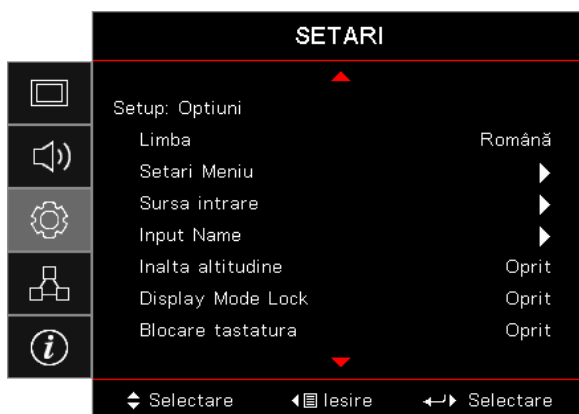 SETARI
Setup: Optiuni
Limba Română
Setari Meniu
Sursa intrare
Input Name
Inalta altitudine Oprit
Display Mode Lock Oprit
Blocare tastatura Oprit
Selectare Iesire Selectare